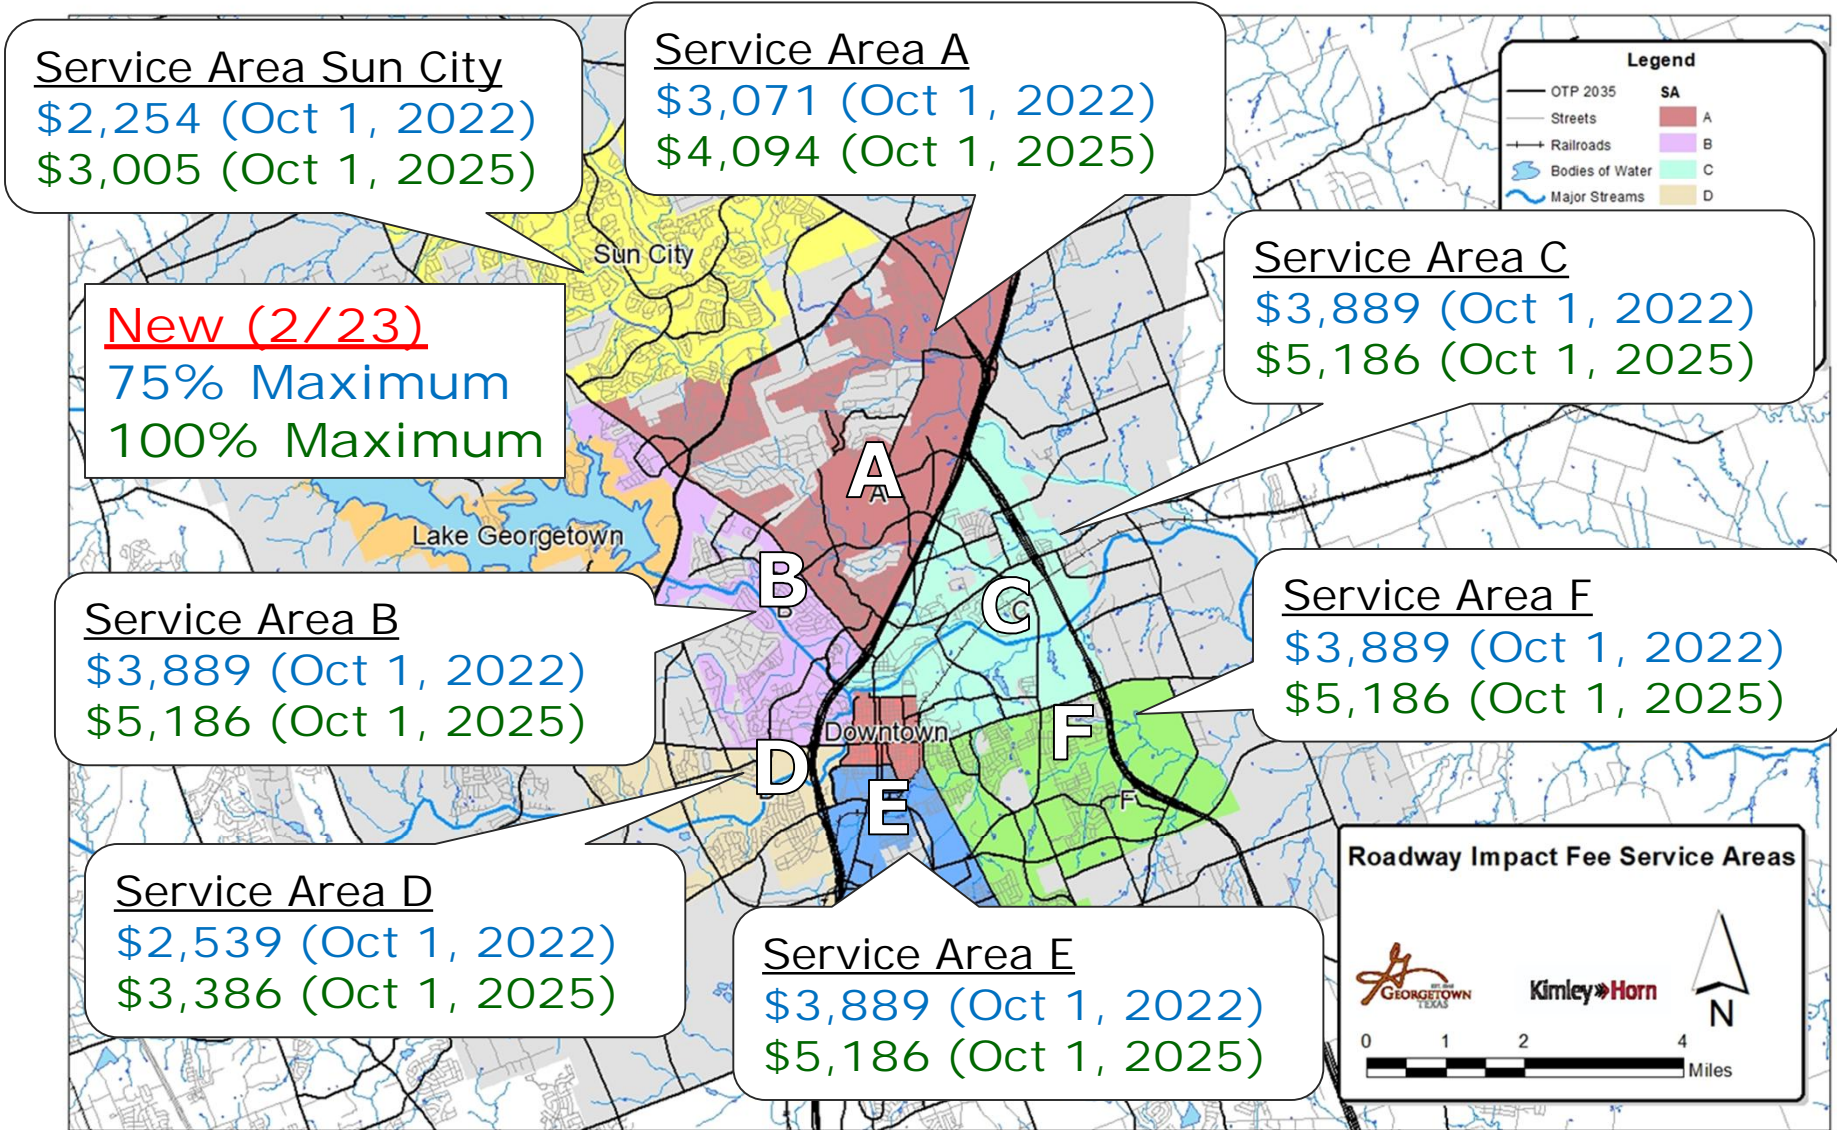 Service Area Sun City
$2,254 (Oct 1, 2022)
$3,005 (Oct 1, 2025)
Service Area A
$3,071 (Oct 1, 2022)
$4,094 (Oct 1, 2025)
Legend
OTP 2035
SA
Streets
A
Railroads
B
Bodies of Water
C
Major Streams
D
Service Area C
$3,889 (Oct 1, 2022)
$5,186 (Oct 1, 2025)
Sun City
New (2/23)
75% Maximum
100% Maximum
A
A
Lake Georgetown
B
B
C
C
Service Area B
$3,889 (Oct 1, 2022)
$5,186 (Oct 1, 2025)
Service Area F
$3,889 (Oct 1, 2022)
$5,186 (Oct 1, 2025)
Downtown
F
F
D
E
Service Area D
$2,539 (Oct 1, 2022)
$3,386 (Oct 1, 2025)
Service Area E
$3,889 (Oct 1, 2022)
$5,186 (Oct 1, 2025)
Roadway Impact Fee Service Areas
GEORGETOWN
TEXAS
Kimley»Horn
N
0 1 2 4
Miles